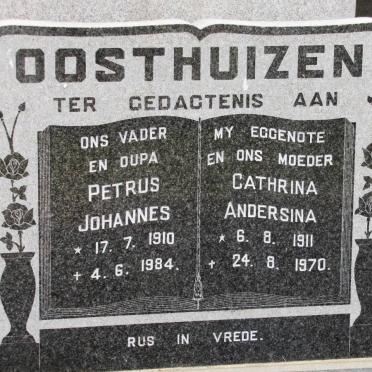 OOSTHUIZEN
TER GEDAGTENIS AAN
ONS VADER
EN OUPA
PETRUS
JOHANNES
* 17. 7. 1910
+ 4. 6. 1984.
MY EGGENOTE
EN ONS MOEDER
CATHRINA
ANDERSINA
* 6. 8. 1911
+ 24. 8. 1970.
RUS IN VREDE.